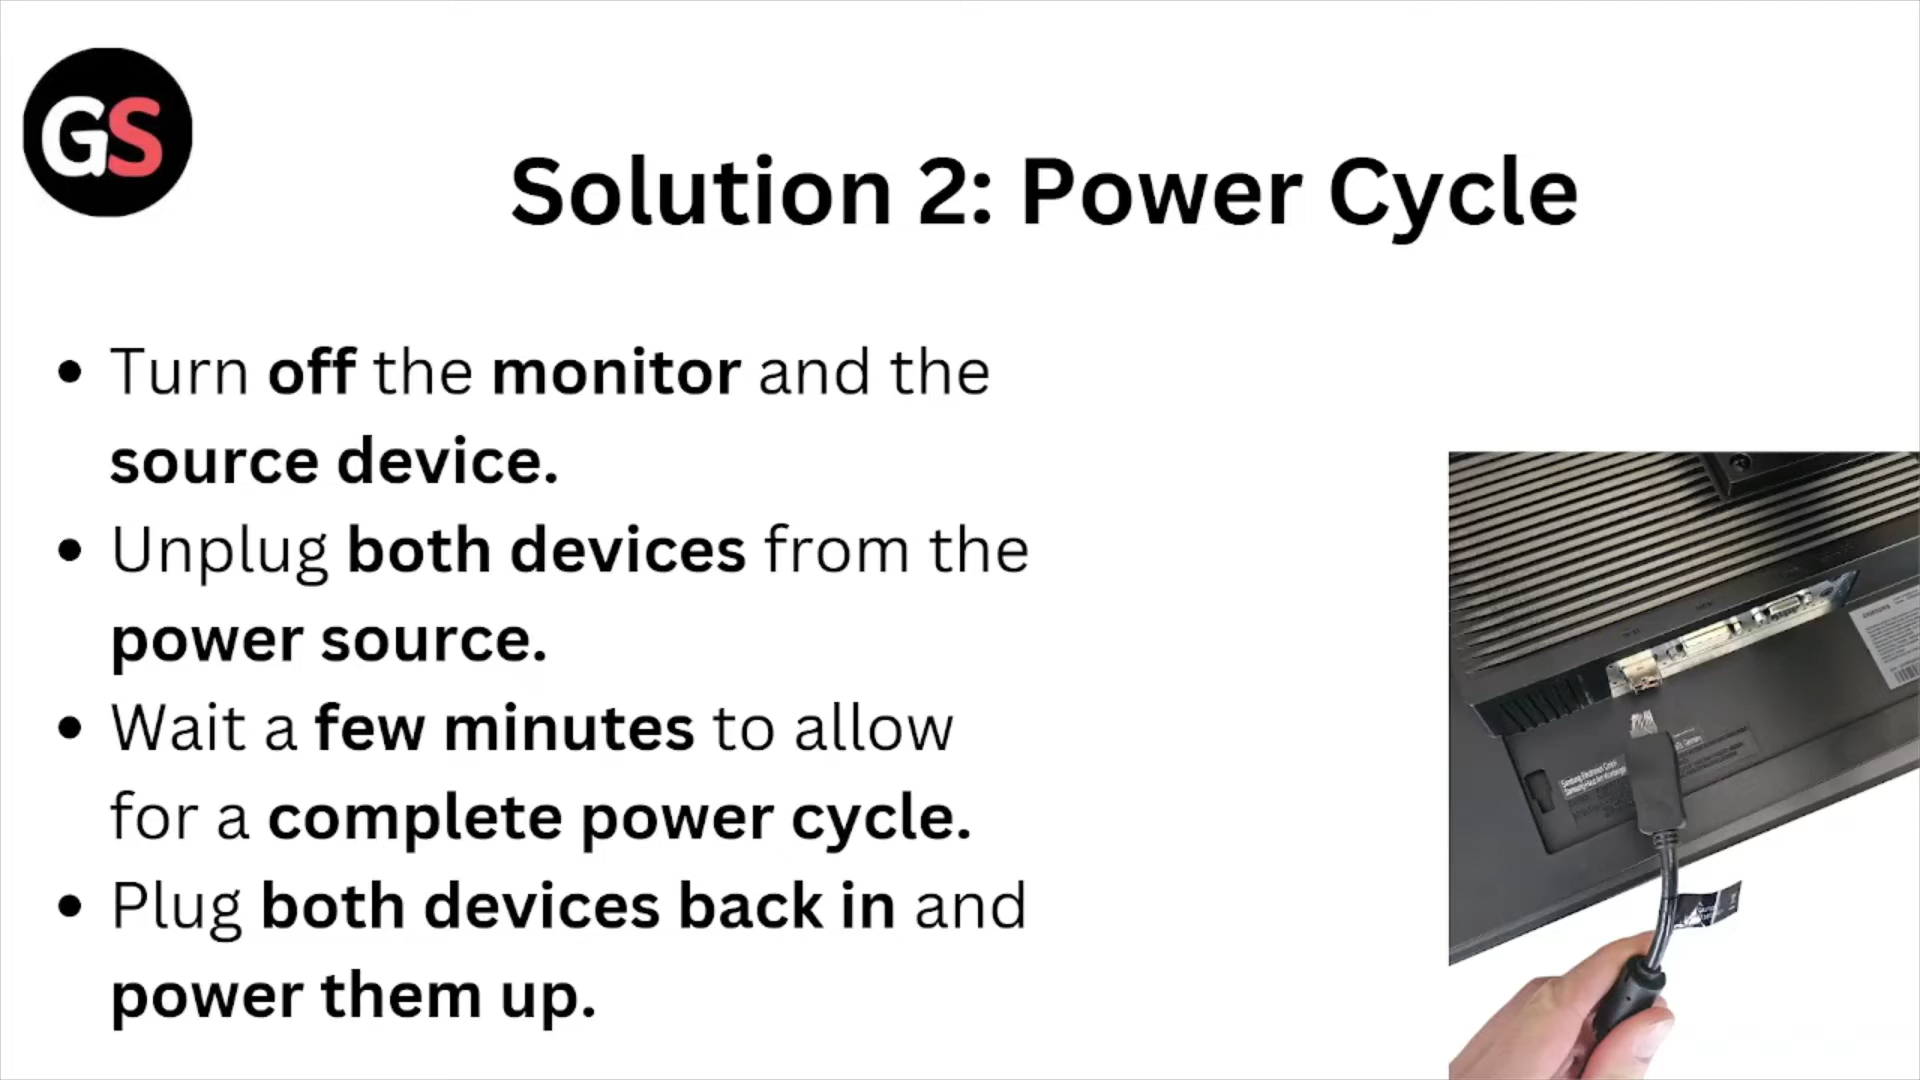 GS
Solution 2: Power Cycle
• Turn off the monitor and the
source device.
• Unplug both devices from the
power source.
• Wait a few minutes to allow
for a complete power cycle.
• Plug both devices back in and
power them up.